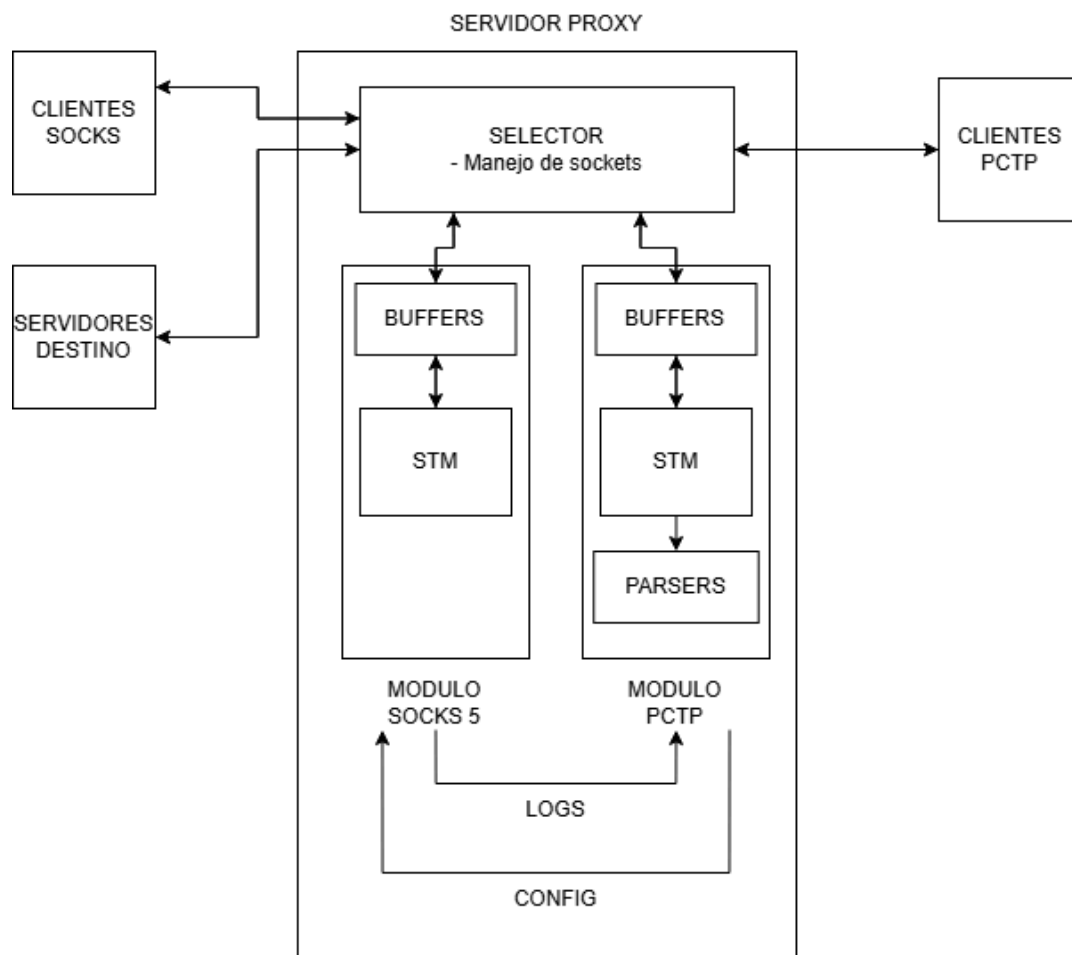 SERVIDOR PROXY
CLIENTES
SOCKS
SELECTOR
- Manejo de sockets
CLIENTES
PCTP
SERVIDORES
DESTINO
BUFFERS
BUFFERS
STM
STM
PARSERS
MODULO
SOCKS 5
MODULO
PCTP
LOGS
CONFIG